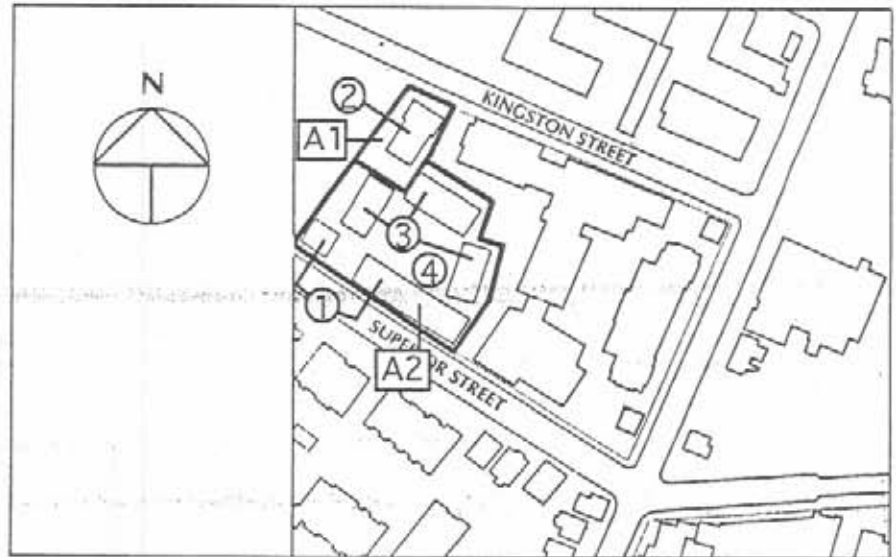 N
②
A1
KINGSTON STREET
③
④
①
A2
SUPERIOR STREET